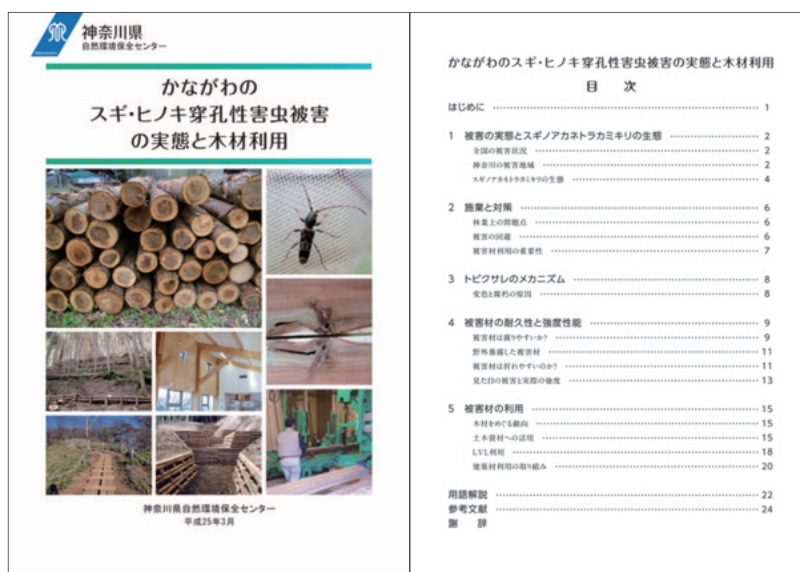 神奈川県
自然環境保全センター
かながわの
スギ・ヒノキ穿孔性害虫被害
の実態と木材利用
神奈川県自然環境保全センター
平成25年3月
かながわのスギ・ヒノキ穿孔性害虫被害の実態と木材利用
目 次
はじめに 1
1 被害の実態とスギノアカネトラカミキリの生態 2
全国の被害状況 2
神奈川の被害地域 2
スギノアカネトラカミキリの生態 4
2 施業と対策 6
林業上の問題点 6
被害の回避 6
被害材利用の重要性 7
3 トビクサレのメカニズム 8
変色と腐朽の原因 8
4 被害材の耐久性と強度性能 9
被害材は腐りやすいか? 9
野外暴露した被害材 11
被害材は折れやすいのか? 11
見た目の被害と実際の強度 13
5 被害材の利用 15
木材をめぐる動向 15
土木資材への活用 15
LVL利用 18
建築材利用の取り組み 20
用語解説 22
参考文献 24
謝 辞